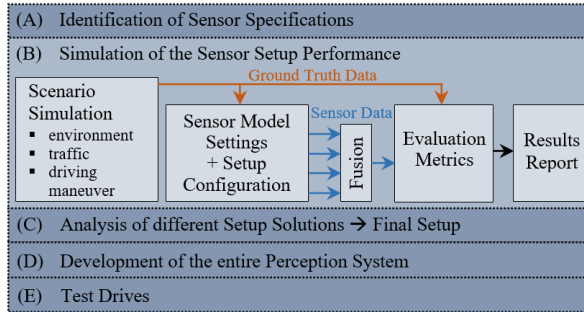 (A) Identification of Sensor Specifications
(B) Simulation of the Sensor Setup Performance
Ground Truth Data
Scenario
Simulation
▪ environment
▪ traffic
▪ driving
maneuver
Sensor Model
Settings
+ Setup
Configuration
Sensor Data
Fusion
Evaluation
Metrics
Results
Report
(C) Analysis of different Setup Solutions → Final Setup
(D) Development of the entire Perception System
(E) Test Drives